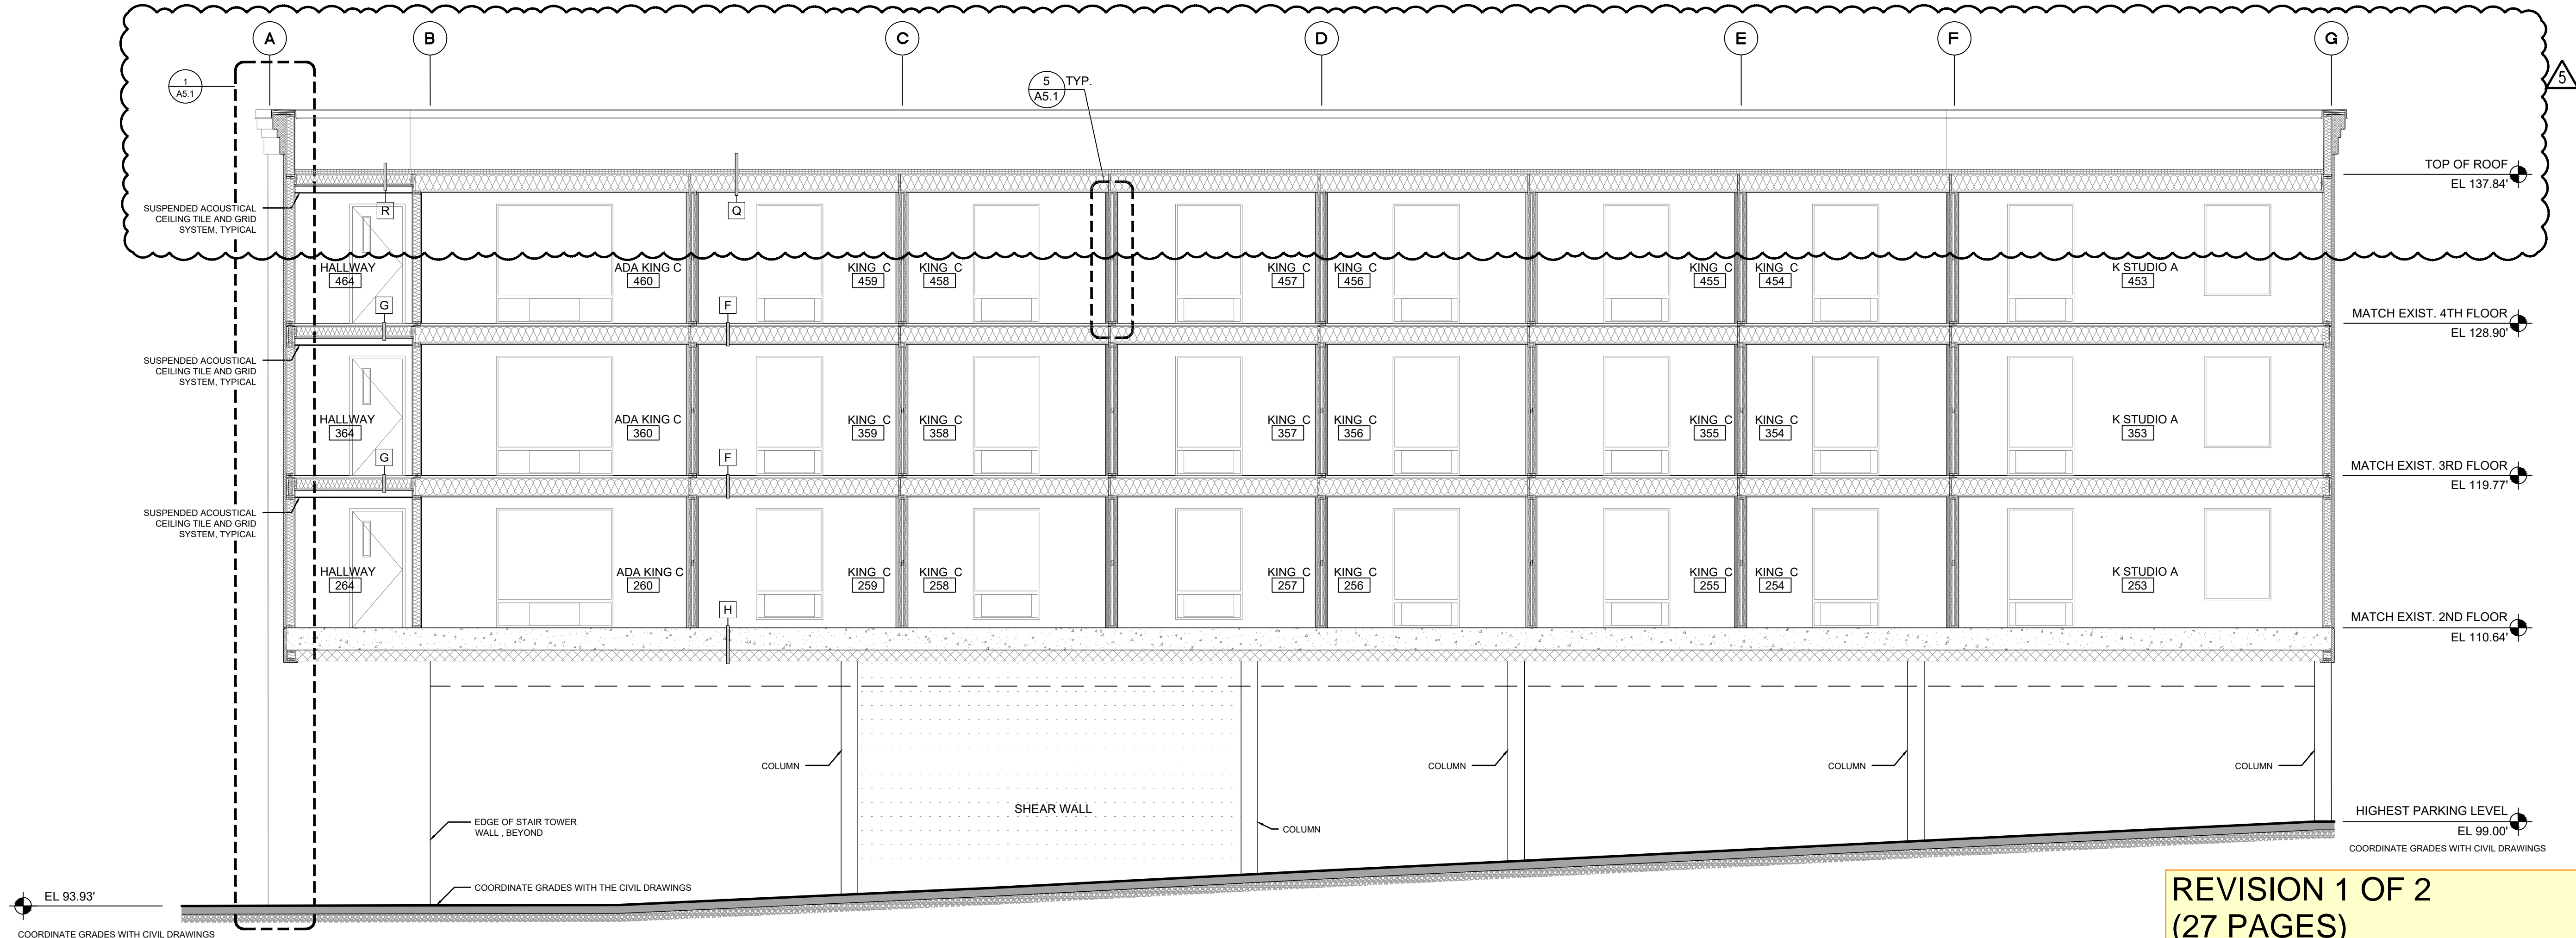 A
B
C
D
E
F
G
5
1
A5.1
5 TYP.
A5.1
TOP OF ROOF
EL 137.84'
SUSPENDED ACOUSTICAL
CEILING TILE AND GRID
SYSTEM, TYPICAL
R
Q
HALLWAY
464
ADA KING C
460
KING C
459
KING C
458
KING C
457
KING C
456
KING C
455
KING C
454
K STUDIO A
453
G
F
MATCH EXIST. 4TH FLOOR
EL 128.90'
SUSPENDED ACOUSTICAL
CEILING TILE AND GRID
SYSTEM, TYPICAL
HALLWAY
364
ADA KING C
360
KING C
359
KING C
358
KING C
357
KING C
356
KING C
355
KING C
354
K STUDIO A
353
G
F
MATCH EXIST. 3RD FLOOR
EL 119.77'
SUSPENDED ACOUSTICAL
CEILING TILE AND GRID
SYSTEM, TYPICAL
HALLWAY
264
ADA KING C
260
KING C
259
KING C
258
KING C
257
KING C
256
KING C
255
KING C
254
K STUDIO A
253
H
MATCH EXIST. 2ND FLOOR
EL 110.64'
COLUMN
COLUMN
COLUMN
COLUMN
SHEAR WALL
EDGE OF STAIR TOWER
WALL , BEYOND
COLUMN
HIGHEST PARKING LEVEL
EL 99.00'
COORDINATE GRADES WITH CIVIL DRAWINGS
COORDINATE GRADES WITH THE CIVIL DRAWINGS
EL 93.93'
COORDINATE GRADES WITH CIVIL DRAWINGS
REVISION 1 OF 2
(27 PAGES)